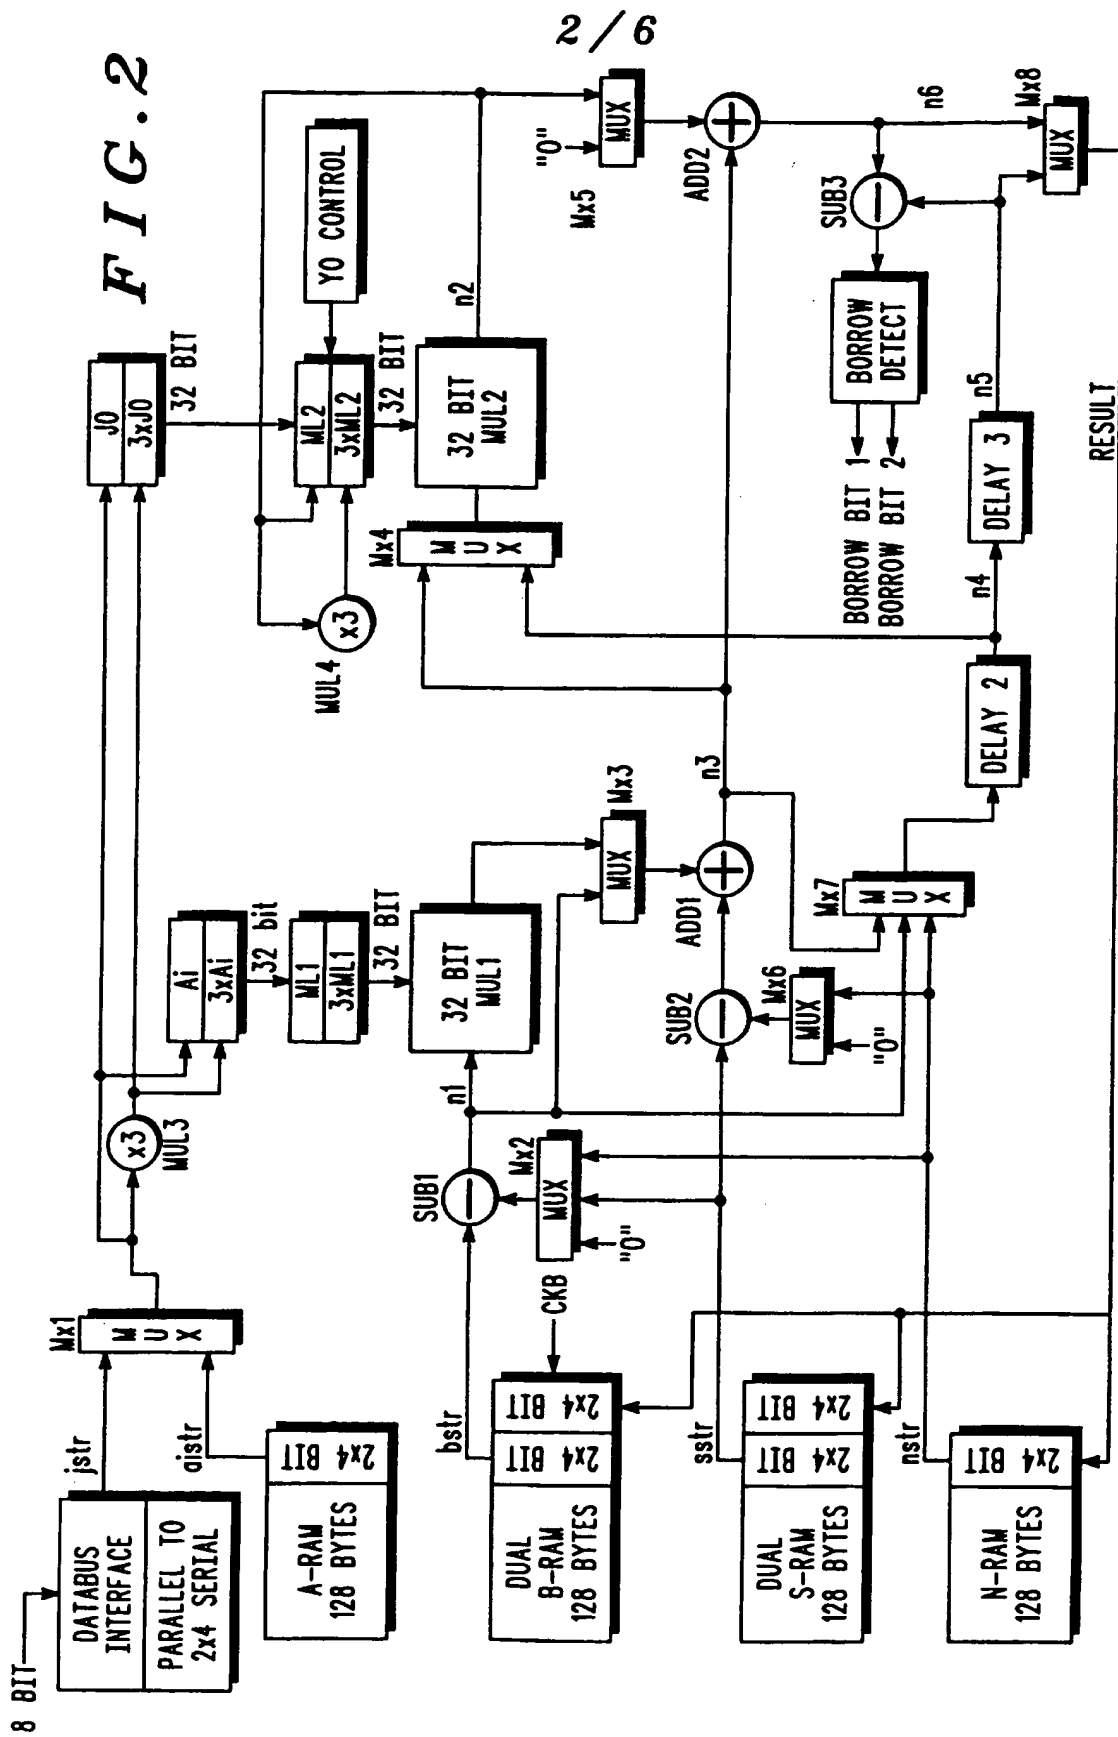 2/6
FIG.2
8 BIT
DATABUS
INTERFACE
PARALLEL TO
2x4 SERIAL
jstr
A-RAM
128 BYTES
2x4 BIT
aistr
Mx1
MUX
x3
MUL3
Ai
3xAi
32 bit
ML1
3xML1
32 BIT
32 BIT
MUL1
J0
3xJ0
32 BIT
Y0 CONTROL
ML2
3xML2
32 BIT
x3
MUL4
Mx4
MUX
32 BIT
MUL2
n2
"0"
MUX
Mx5
ADD2
DUAL
B-RAM
128 BYTES
2x4 BIT
2x4 BIT
bstr
CKB
SUB1
n1
Mx2
MUX
"0"
DUAL
S-RAM
128 BYTES
2x4 BIT
2x4 BIT
sstr
SUB2
Mx6
MUX
"0"
ADD1
MUX
Mx3
n3
N-RAM
128 BYTES
2x4 BIT
nstr
Mx7
MUX
DELAY 2
n4
DELAY 3
n5
BORROW BIT 1
BORROW BIT 2
BORROW
DETECT
SUB3
n6
Mx8
MUX
RESULT